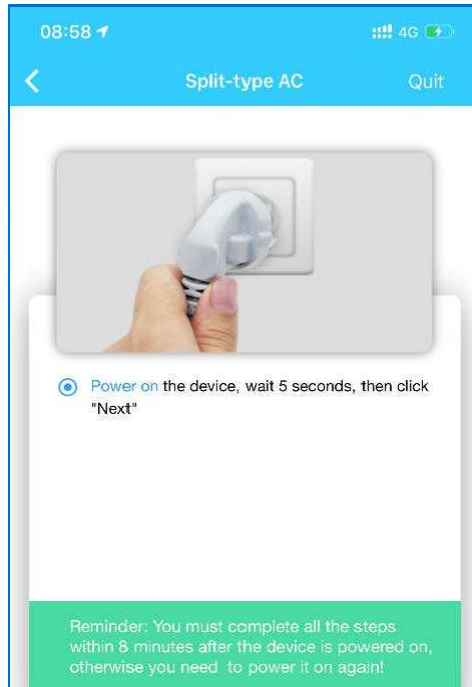 08:58
4G
Split-type AC
Quit
Power on the device, wait 5 seconds, then click
"Next"
Reminder: You must complete all the steps
within 8 minutes after the device is powered on,
otherwise you need to power it on again!